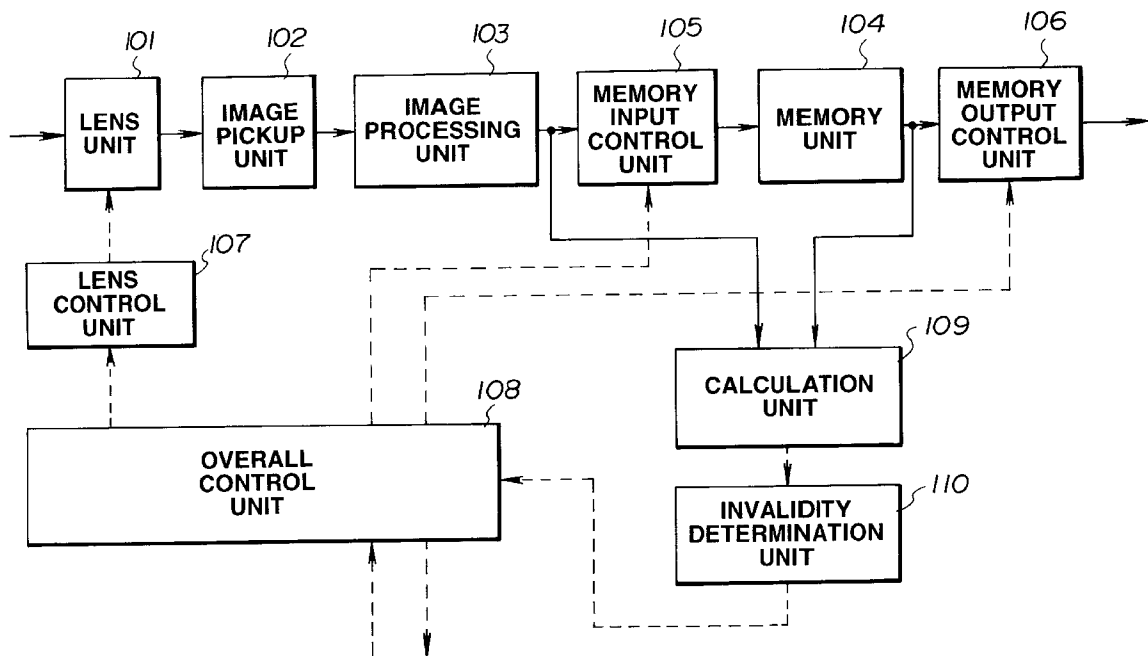 101
LENS
UNIT
102
IMAGE
PICKUP
UNIT
103
IMAGE
PROCESSING
UNIT
105
MEMORY
INPUT
CONTROL
UNIT
104
MEMORY
UNIT
106
MEMORY
OUTPUT
CONTROL
UNIT
107
LENS
CONTROL
UNIT
108
OVERALL
CONTROL
UNIT
109
CALCULATION
UNIT
110
INVALIDITY
DETERMINATION
UNIT